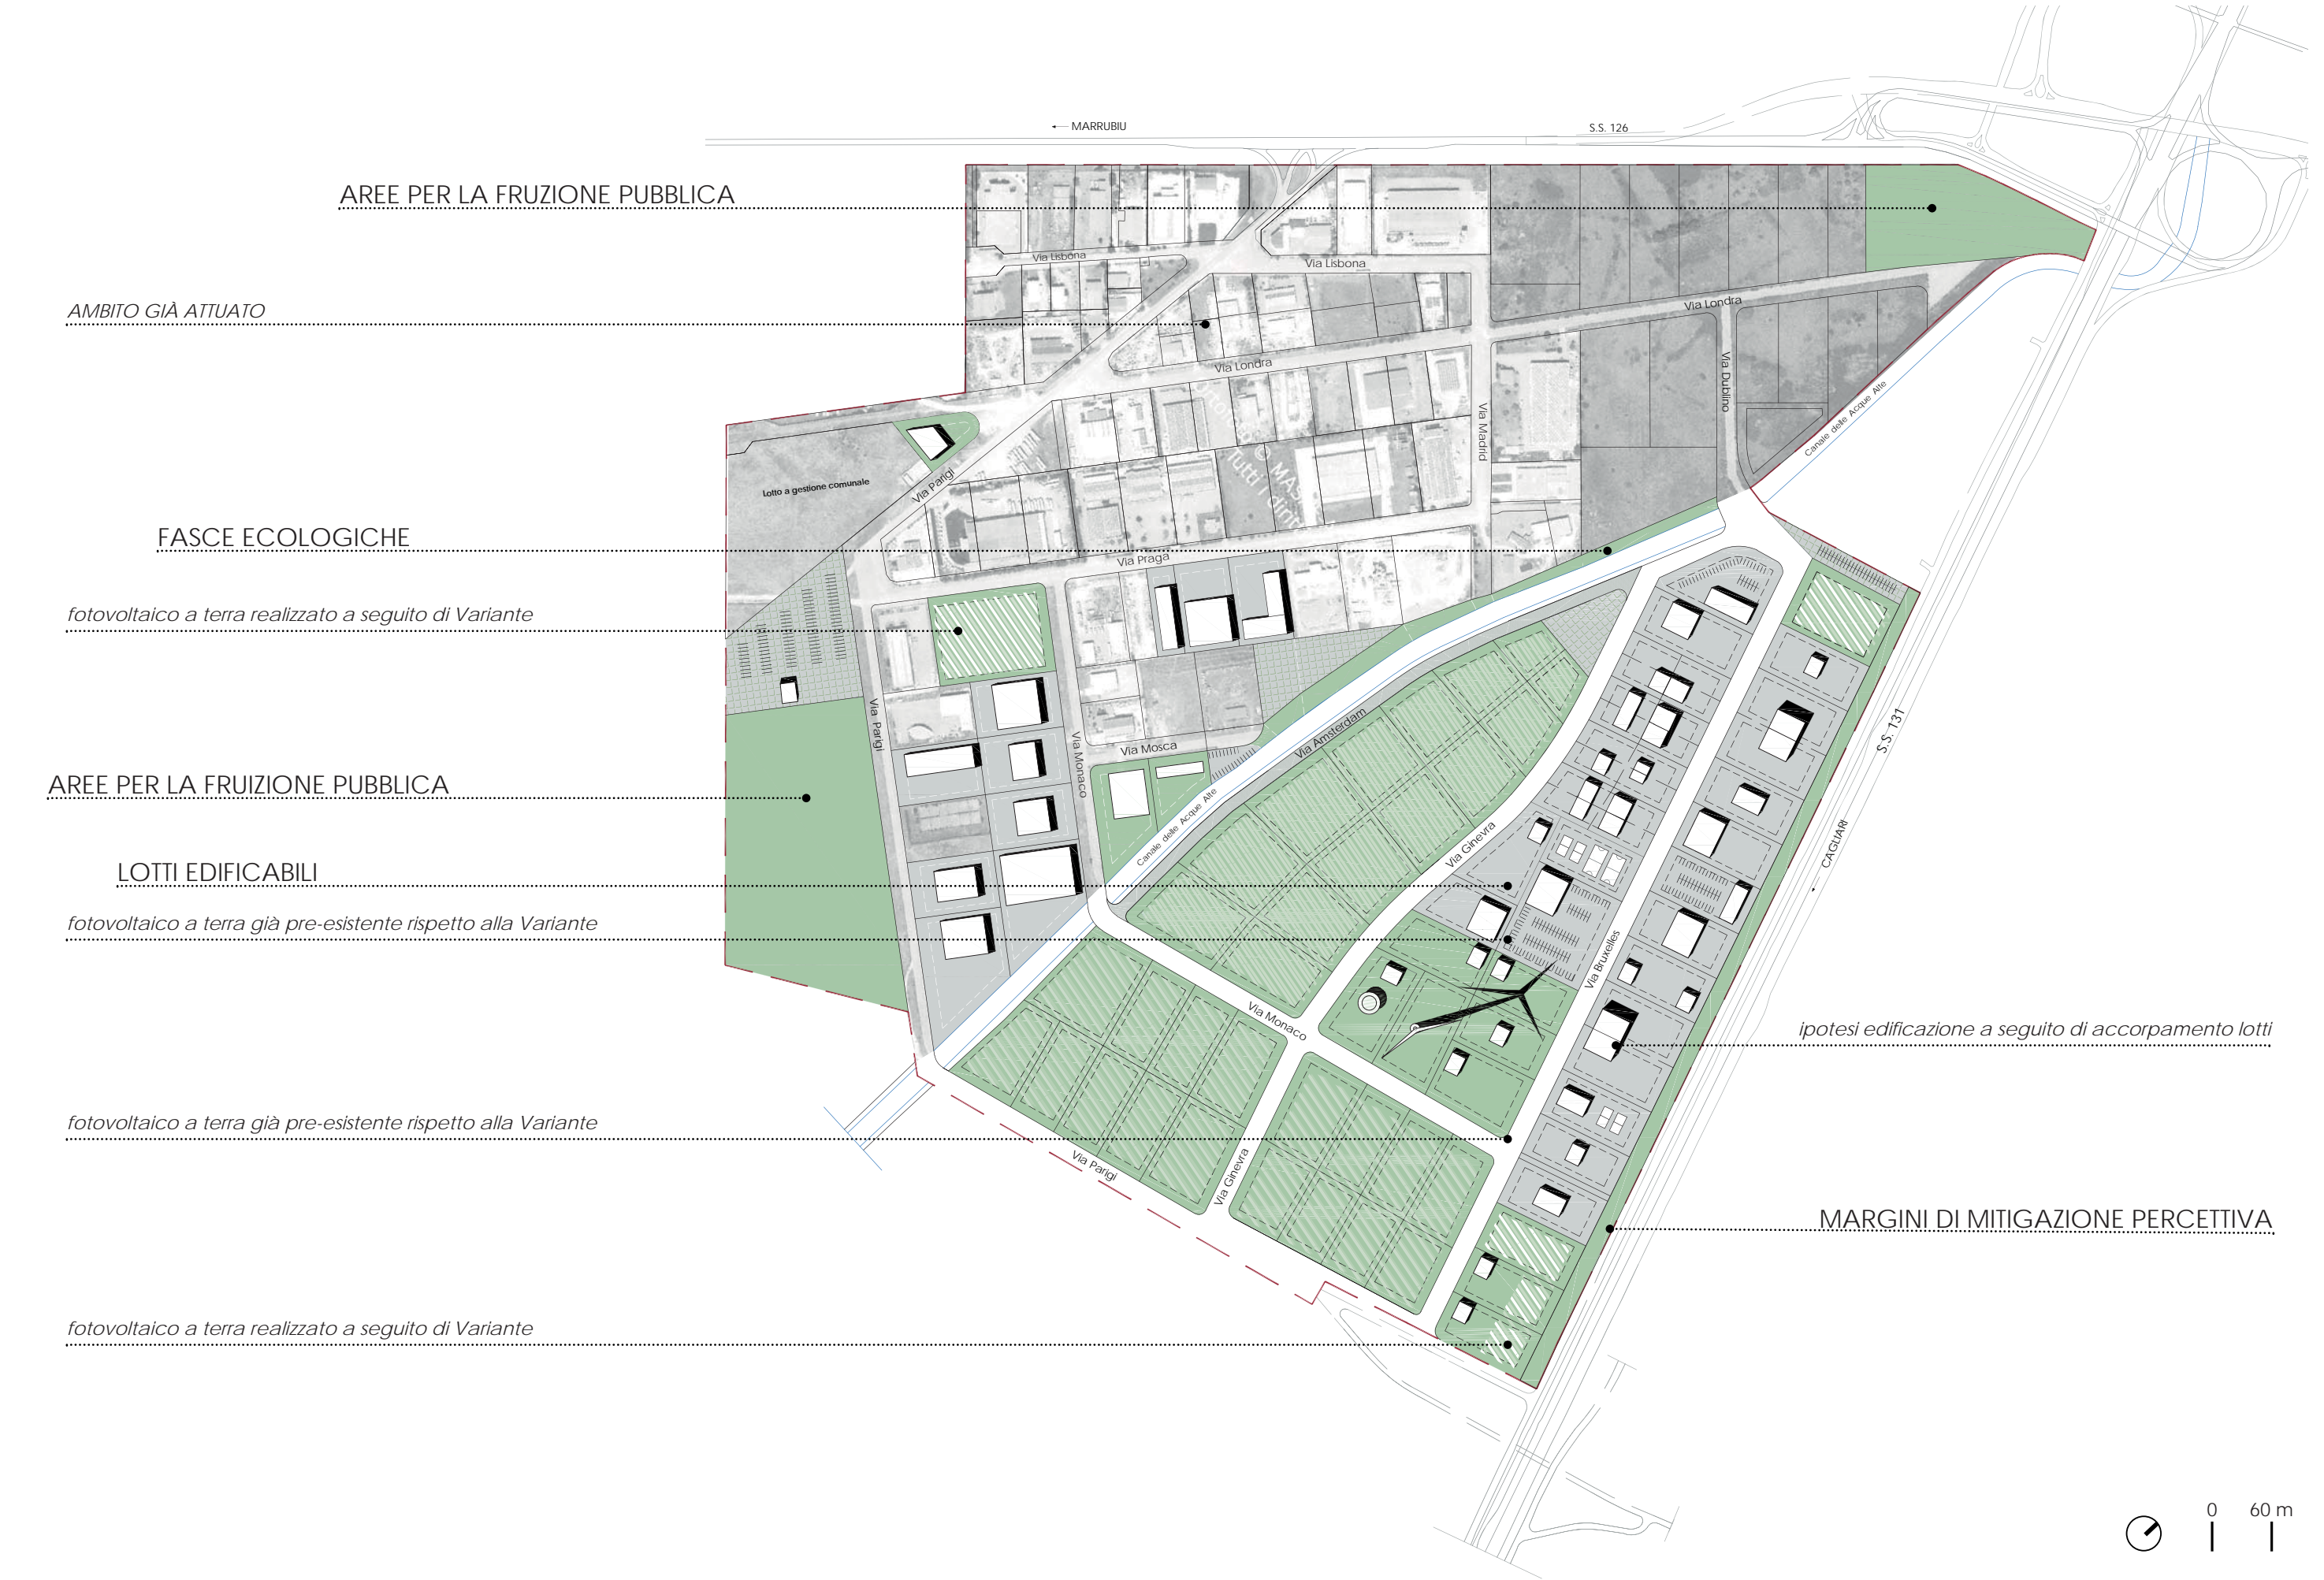 MARRUBIU
S.S. 126
AREE PER LA FRUZIONE PUBBLICA
Via Lisbona
Via Lisbona
AMBITO GIÀ ATTUATO
Via Londra
Via Londra
Via Dublino
Canale delle Acque Alte
Via Madrid
© MAS
Tutti i diritti
Lotto a gestione comunale
Via Parigi
FASCE ECOLOGICHE
Via Praga
fotovoltaico a terra realizzato a seguito di Variante
Via Parigi
Via Monaco
Via Mosca
Via Amsterdam
S.S. 131
AREE PER LA FRUIZIONE PUBBLICA
Canale delle Acque Alte
Via Ginevra
CAGLIARI
LOTTI EDIFICABILI
fotovoltaico a terra già pre-esistente rispetto alla Variante
Via Bruxelles
Via Monaco
ipotesi edificazione a seguito di accorpamento lotti
fotovoltaico a terra già pre-esistente rispetto alla Variante
Via Parigi
Via Ginevra
MARGINI DI MITIGAZIONE PERCETTIVA
fotovoltaico a terra realizzato a seguito di Variante
0 60 m